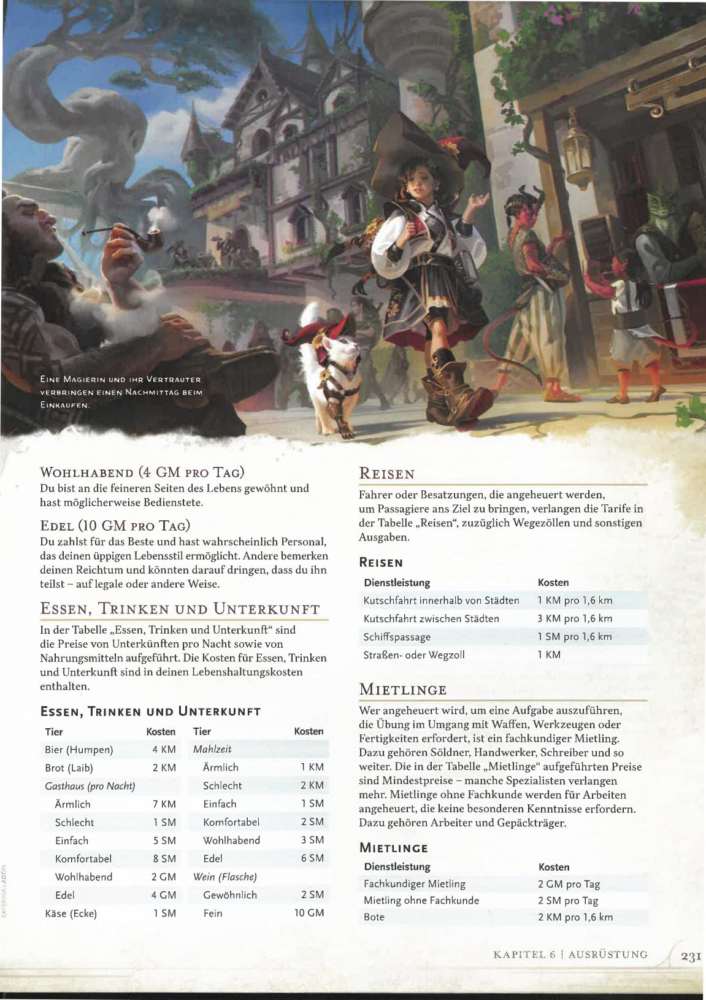 Eine Magierin und ihr Vertrauter
verbringen einen Nachmittag beim
Einkaufen.
Wohlhabend (4 GM pro Tag)
Du bist an die feineren Seiten des Lebens gewöhnt und
hast möglicherweise Bedienstete.
Edel (10 GM pro Tag)
Du zahlst für das Beste und hast wahrscheinlich Personal,
das deinen üppigen Lebensstil ermöglicht. Andere bemerken
deinen Reichtum und könnten darauf dringen, dass du ihn
teilst – auf legale oder andere Weise.
Essen, Trinken und Unterkunft
In der Tabelle „Essen, Trinken und Unterkunft“ sind
die Preise von Unterkünften pro Nacht sowie von
Nahrungsmitteln aufgeführt. Die Kosten für Essen, Trinken
und Unterkunft sind in deinen Lebenshaltungskosten
enthalten.
Essen, Trinken und Unterkunft
Tier Kosten Tier Kosten
Bier (Humpen) 4 KM Mahlzeit
Brot (Laib) 2 KM Ärmlich 1 KM
Gasthaus (pro Nacht) Schlecht 2 KM
Ärmlich 7 KM Einfach 1 SM
Schlecht 1 SM Komfortabel 2 SM
Einfach 5 SM Wohlhabend 3 SM
Komfortabel 8 SM Edel 6 SM
Wohlhabend 2 GM Wein (Flasche)
Edel 4 GM Gewöhnlich 2 SM
Käse (Ecke) 1 SM Fein 10 GM
Reisen
Fahrer oder Besatzungen, die angeheuert werden,
um Passagiere ans Ziel zu bringen, verlangen die Tarife in
der Tabelle „Reisen“, zuzüglich Wegezöllen und sonstigen
Ausgaben.
Reisen
Dienstleistung Kosten
Kutschfahrt innerhalb von Städten 1 KM pro 1,6 km
Kutschfahrt zwischen Städten 3 KM pro 1,6 km
Schiffspassage 1 SM pro 1,6 km
Straßen- oder Wegzoll 1 KM
Mietlinge
Wer angeheuert wird, um eine Aufgabe auszuführen,
die Übung im Umgang mit Waffen, Werkzeugen oder
Fertigkeiten erfordert, ist ein fachkundiger Mietling.
Dazu gehören Söldner, Handwerker, Schreiber und so
weiter. Die in der Tabelle „Mietlinge“ aufgeführten Preise
sind Mindestpreise – manche Spezialisten verlangen
mehr. Mietlinge ohne Fachkunde werden für Arbeiten
angeheuert, die keine besonderen Kenntnisse erfordern.
Dazu gehören Arbeiter und Gepäckträger.
Mietlinge
Dienstleistung Kosten
Fachkundiger Mietling 2 GM pro Tag
Mietling ohne Fachkunde 2 SM pro Tag
Bote 2 KM pro 1,6 km
KATERINA LADON
KAPITEL 6 | AUSRÜSTUNG 231